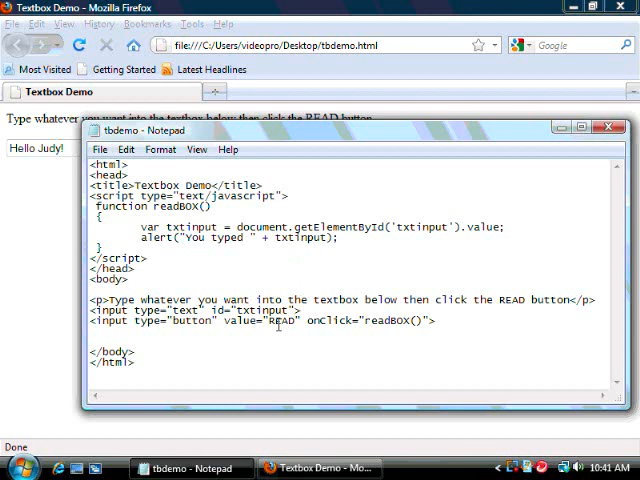 Textbox Demo - Mozilla Firefox
File Edit View History Bookmarks Tools Help
file:///C:/Users/videopro/Desktop/tbdemo.html
Google
Most Visited Getting Started Latest Headlines
Textbox Demo
Type whatever you want into the textbox below then click the READ button
Hello Judy!
tbdemo - Notepad
File Edit Format View Help
<html>
<head>
<title>Textbox Demo</title>
<script type="text/javascript">
function readBOX()
{
var txtinput = document.getElementById('txtinput').value;
alert("You typed " + txtinput);
}
</script>
</head>
<body>
<p>Type whatever you want into the textbox below then click the READ button</p>
<input type="text" id="txtinput">
<input type="button" value="READ" onClick="readBOX()">
</body>
</html>
Done
tbdemo - Notepad
Textbox Demo - Mo...
10:41 AM